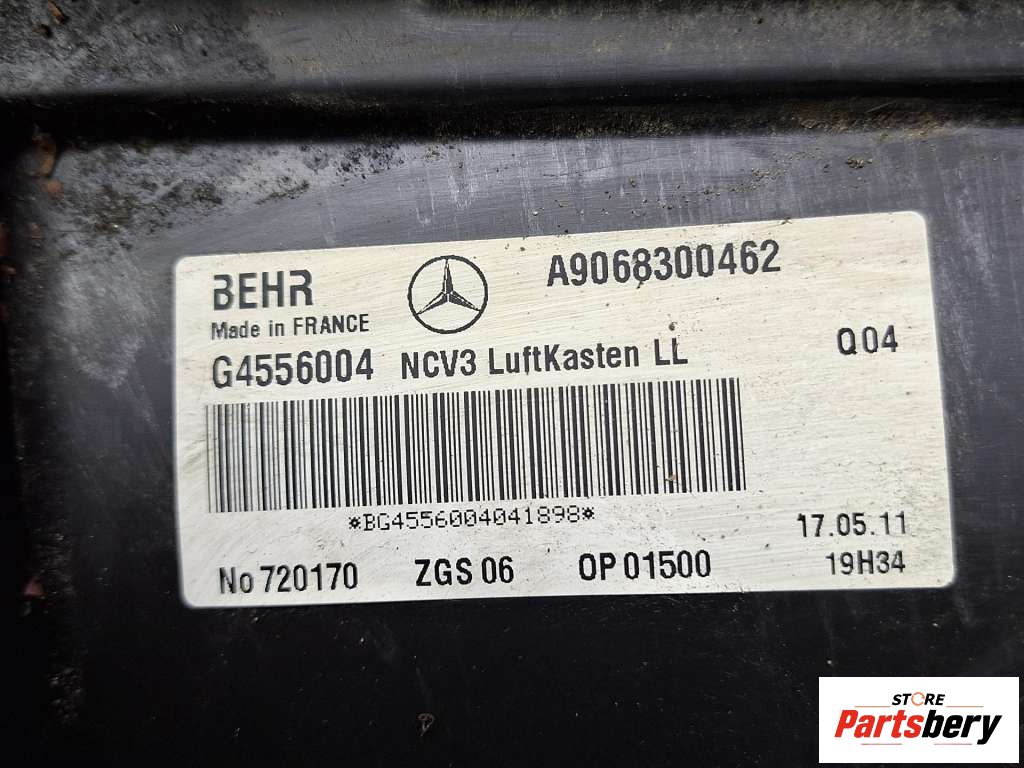 BEHR
A9068300462
Made in FRANCE
G4556004 NCV3 LuftKasten LL Q04
*BG4556004041898*
17.05.11
No 720170 ZGS 06 OP 01500 19H34
STORE
Partsbery